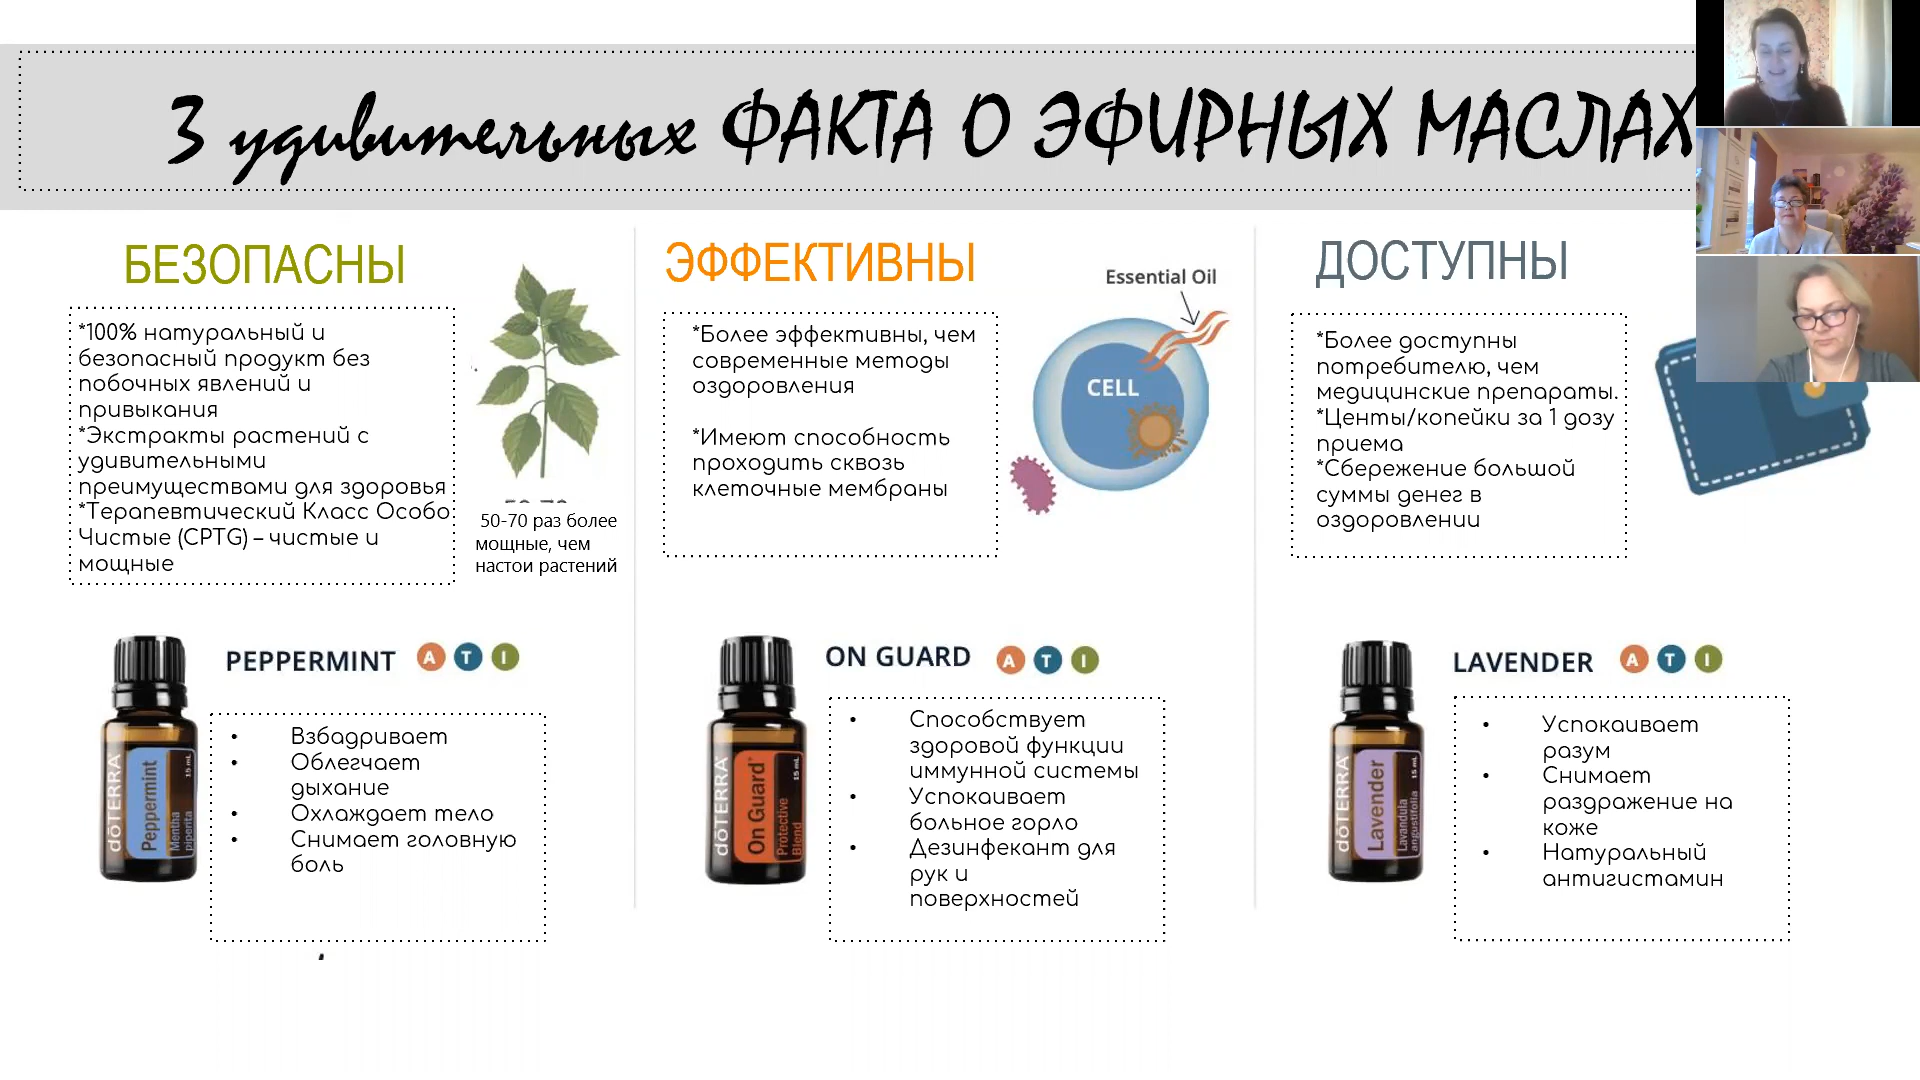 3 удивительных ФАКТА О ЭФИРНЫХ МАСЛАХ
БЕЗОПАСНЫ
*100% натуральный и
безопасный продукт без
побочных явлений и
привыкания
*Экстракты растений с
удивительными
преимуществами для здоровья
*Терапевтический Класс Особо
Чистые (CPTG) – чистые и
мощные
50-70 раз более
мощные, чем
настои растений
ЭФФЕКТИВНЫ
*Более эффективны, чем
современные методы
оздоровления
*Имеют способность
проходить сквозь
клеточные мембраны
Essential Oil
CELL
ДОСТУПНЫ
*Более доступны
потребителю, чем
медицинские препараты.
*Центы/копейки за 1 дозу
приема
*Сбережение большой
суммы денег в
оздоровлении
PEPPERMINT A T I
dōTERRA
Peppermint
Mentha
piperita
15 mL
• Взбадривает
• Облегчает
дыхание
• Охлаждает тело
• Снимает головную
боль
ON GUARD A T I
dōTERRA
On Guard®
Protective
Blend
15 mL
• Способствует
здоровой функции
иммунной системы
• Успокаивает
больное горло
• Дезинфекант для
рук и
поверхностей
LAVENDER A T I
dōTERRA
Lavender
Lavandula
angustifolia
15 mL
• Успокаивает
разум
• Снимает
раздражение на
коже
• Натуральный
антигистамин